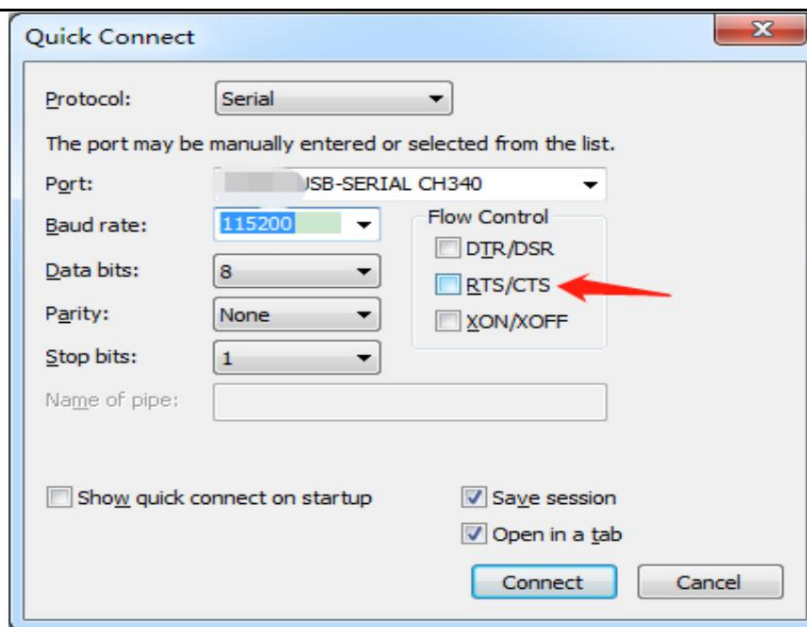 Quick Connect
Protocol: Serial
The port may be manually entered or selected from the list.
Port: USB-SERIAL CH340
Baud rate: 115200
Flow Control
DTR/DSR
Data bits: 8
RTS/CTS
Parity: None
XON/XOFF
Stop bits: 1
Name of pipe:
Show quick connect on startup
Save session
Open in a tab
Connect
Cancel